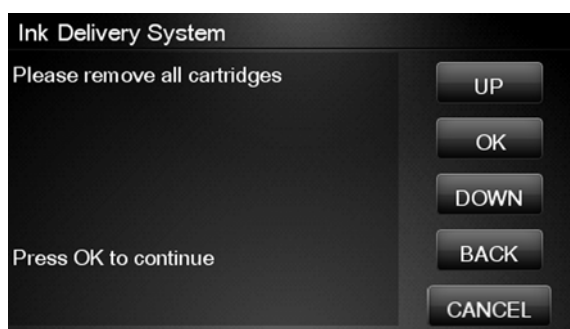 Ink Delivery System
Please remove all cartridges
Press OK to continue
UP
OK
DOWN
BACK
CANCEL